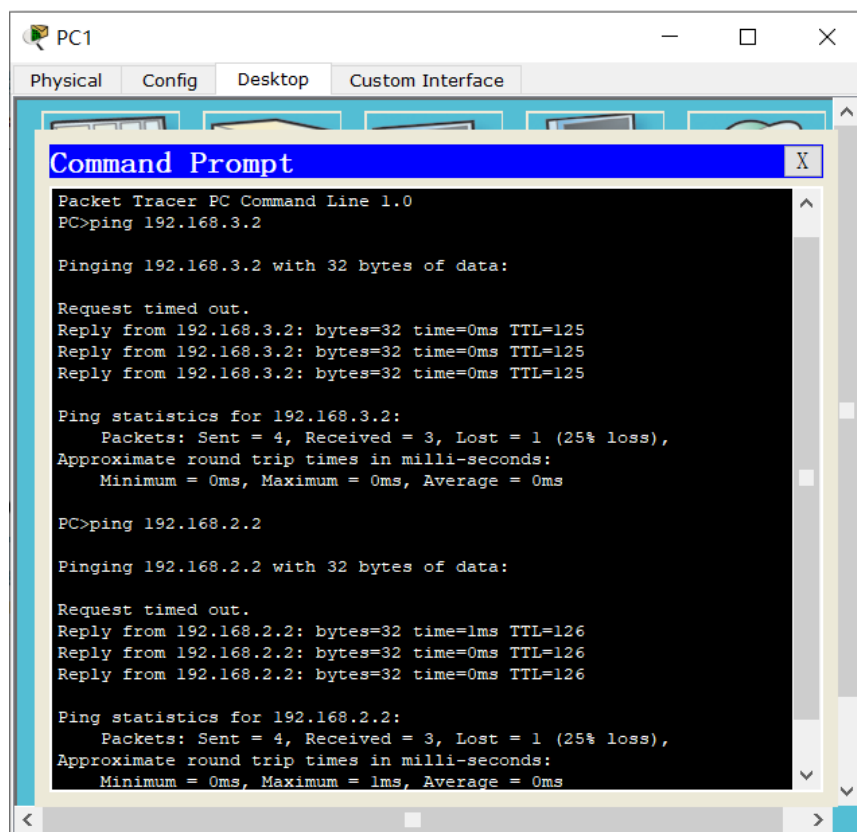 PC1
Physical Config Desktop Custom Interface
Command Prompt X
Packet Tracer PC Command Line 1.0
PC>ping 192.168.3.2
Pinging 192.168.3.2 with 32 bytes of data:
Request timed out.
Reply from 192.168.3.2: bytes=32 time=0ms TTL=125
Reply from 192.168.3.2: bytes=32 time=0ms TTL=125
Reply from 192.168.3.2: bytes=32 time=0ms TTL=125
Ping statistics for 192.168.3.2:
    Packets: Sent = 4, Received = 3, Lost = 1 (25% loss),
Approximate round trip times in milli-seconds:
    Minimum = 0ms, Maximum = 0ms, Average = 0ms
PC>ping 192.168.2.2
Pinging 192.168.2.2 with 32 bytes of data:
Request timed out.
Reply from 192.168.2.2: bytes=32 time=1ms TTL=126
Reply from 192.168.2.2: bytes=32 time=0ms TTL=126
Reply from 192.168.2.2: bytes=32 time=0ms TTL=126
Ping statistics for 192.168.2.2:
    Packets: Sent = 4, Received = 3, Lost = 1 (25% loss),
Approximate round trip times in milli-seconds:
    Minimum = 0ms, Maximum = 1ms, Average = 0ms